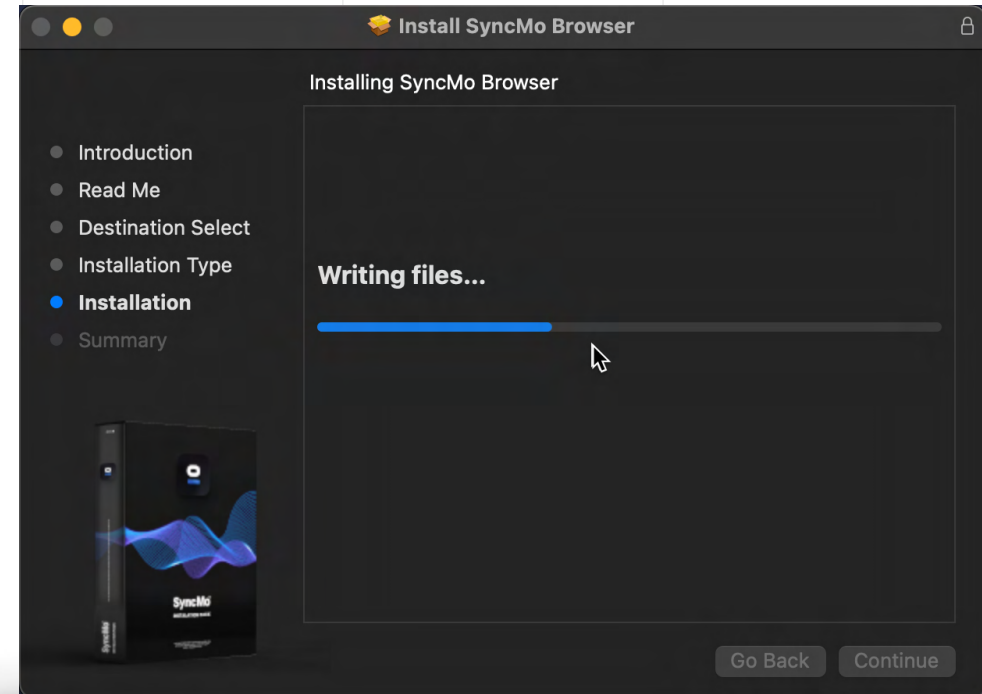 Install SyncMo Browser
Installing SyncMo Browser
Introduction
Read Me
Destination Select
Installation Type
Installation
Summary
Writing files...
SyncMo
SyncMo
Go Back
Continue